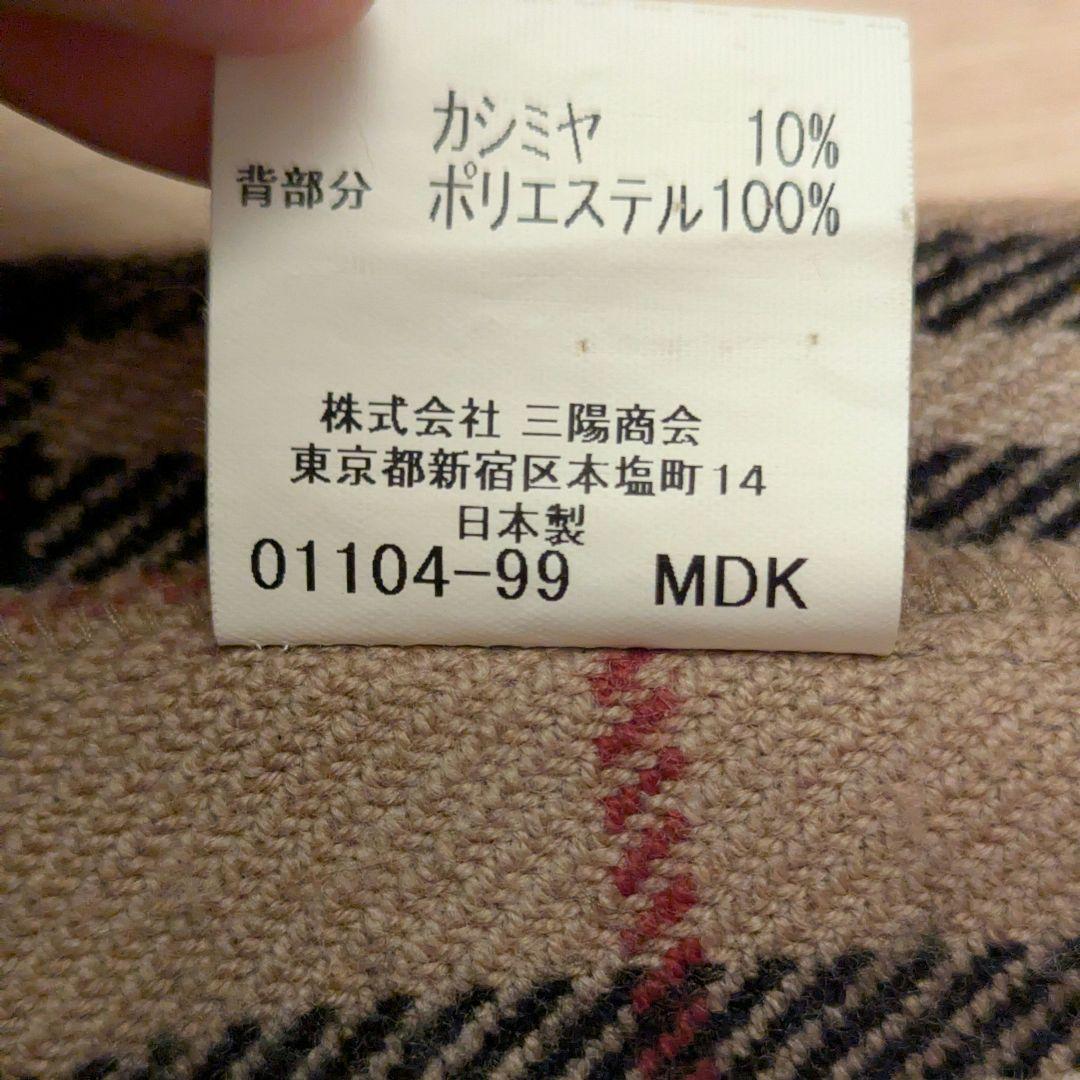 カシミヤ 10%
背部分 ポリエステル100%
株式会社 三陽商会
東京都新宿区本塩町14
日本製
01104-99 MDK